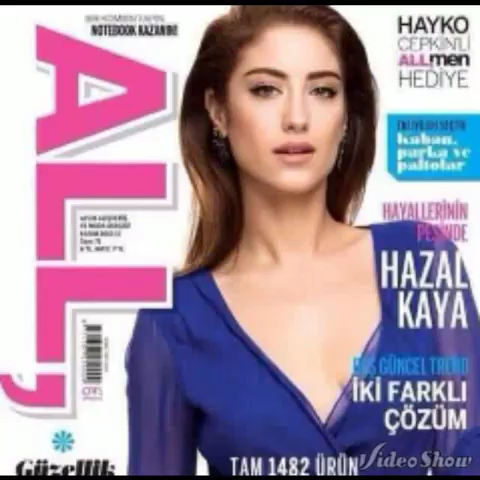 NOTEBOOK KAZANIN!
HAYKO
CEPKİN'Lİ
ALLmen
HEDİYE
ALL
kaban,
parka ve
paltolar
HAYALLERİNİN
PEŞİNDE
HAZAL
KAYA
GÜNCEL TREND
İKİ FARKLI
ÇÖZÜM
Güzellik
TAM 1482 ÜRÜN
VideoShow